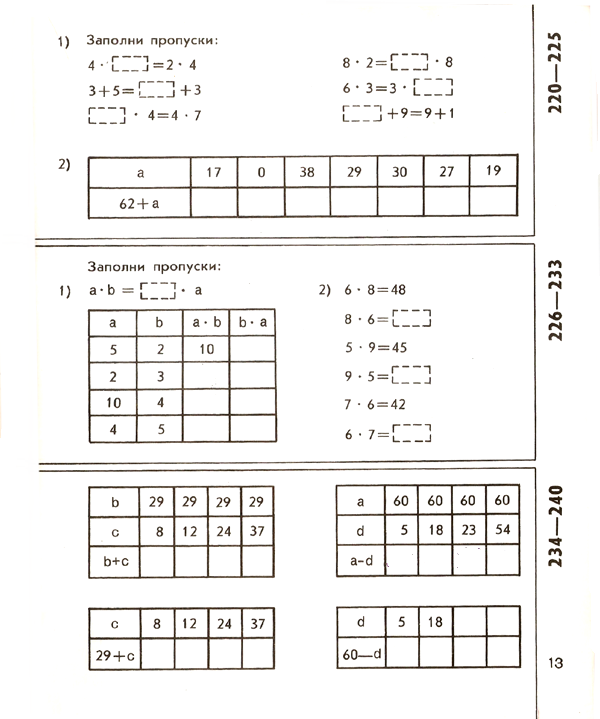 1) Заполни пропуски:
4 · [ ] = 2 · 4 8 · 2 = [ ] · 8
3 + 5 = [ ] + 3 6 · 3 = 3 · [ ]
[ ] · 4 = 4 · 7 [ ] + 9 = 9 + 1
220—225
2) a 17 0 38 29 30 27 19
62 + a
Заполни пропуски:
1) a · b = [ ] · a
a b a · b b · a
5 2 10
2 3
10 4
4 5
2) 6 · 8 = 48
8 · 6 = [ ]
5 · 9 = 45
9 · 5 = [ ]
7 · 6 = 42
6 · 7 = [ ]
226—233
b 29 29 29 29
c 8 12 24 37
b+c
a 60 60 60 60
d 5 18 23 54
a-d
234—240
c 8 12 24 37
29+c
d 5 18
60—d
13